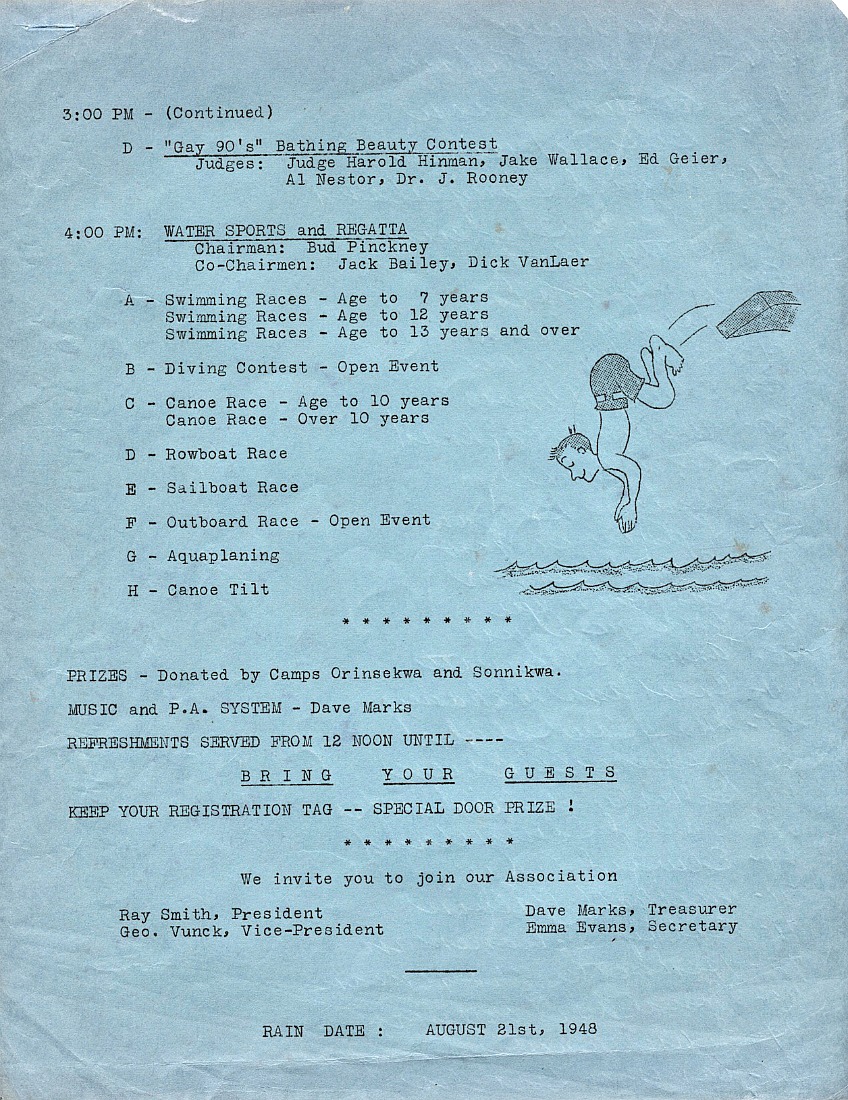 3:00 PM - (Continued)
D - "Gay 90's" Bathing Beauty Contest
Judges: Judge Harold Hinman, Jake Wallace, Ed Geier,
Al Nestor, Dr. J. Rooney
4:00 PM: WATER SPORTS and REGATTA
Chairman: Bud Pinckney
Co-Chairmen: Jack Bailey, Dick VanLaer
A - Swimming Races - Age to 7 years
Swimming Races - Age to 12 years
Swimming Races - Age to 13 years and over
B - Diving Contest - Open Event
C - Canoe Race - Age to 10 years
Canoe Race - Over 10 years
D - Rowboat Race
E - Sailboat Race
F - Outboard Race - Open Event
G - Aquaplaning
H - Canoe Tilt
* * * * * * * * *
PRIZES - Donated by Camps Orinsekwa and Sonnikwa.
MUSIC and P.A. SYSTEM - Dave Marks
REFRESHMENTS SERVED FROM 12 NOON UNTIL ----
B R I N G Y O U R G U E S T S
KEEP YOUR REGISTRATION TAG -- SPECIAL DOOR PRIZE !
* * * * * * * * *
We invite you to join our Association
Ray Smith, President Dave Marks, Treasurer
Geo. Vunck, Vice-President Emma Evans, Secretary
RAIN DATE : AUGUST 21st, 1948